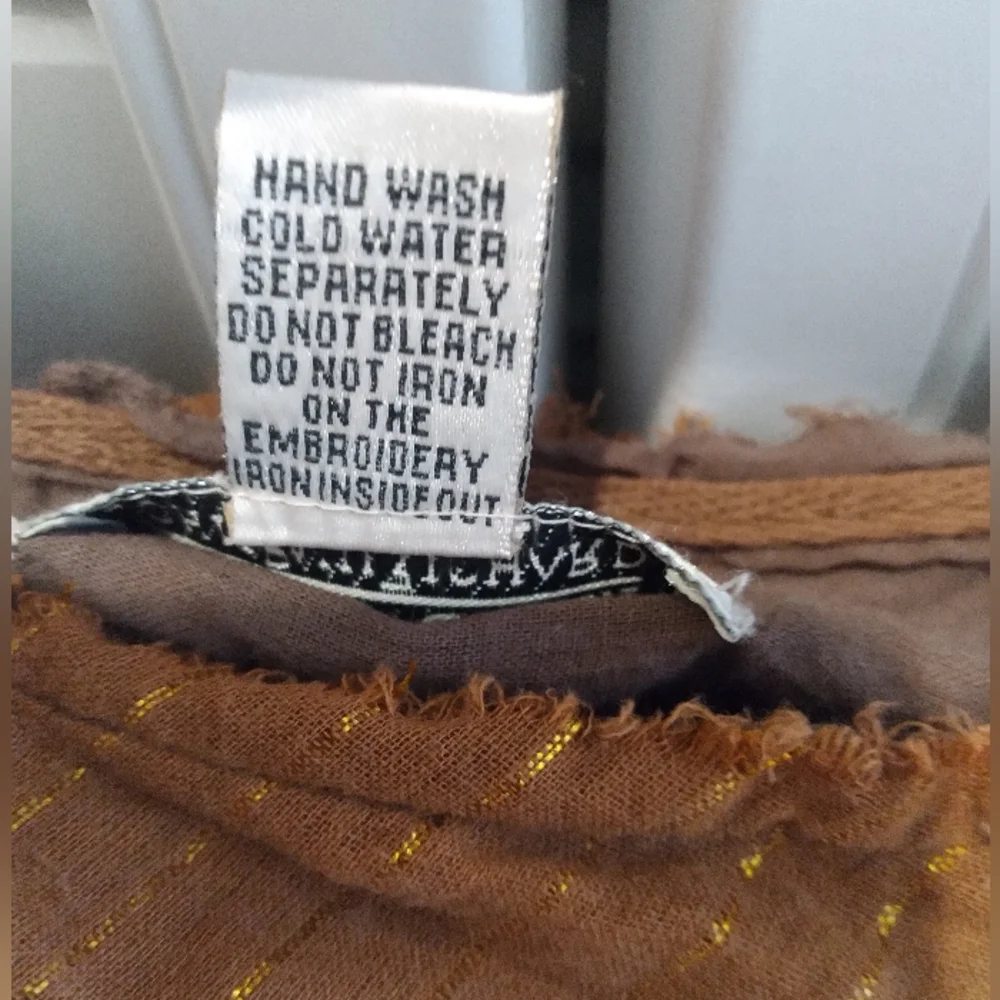 HAND WASH
COLD WATER
SEPARATELY
DO NOT BLEACH
DO NOT IRON
ON THE
EMBROIDERY
IRON INSIDE OUT